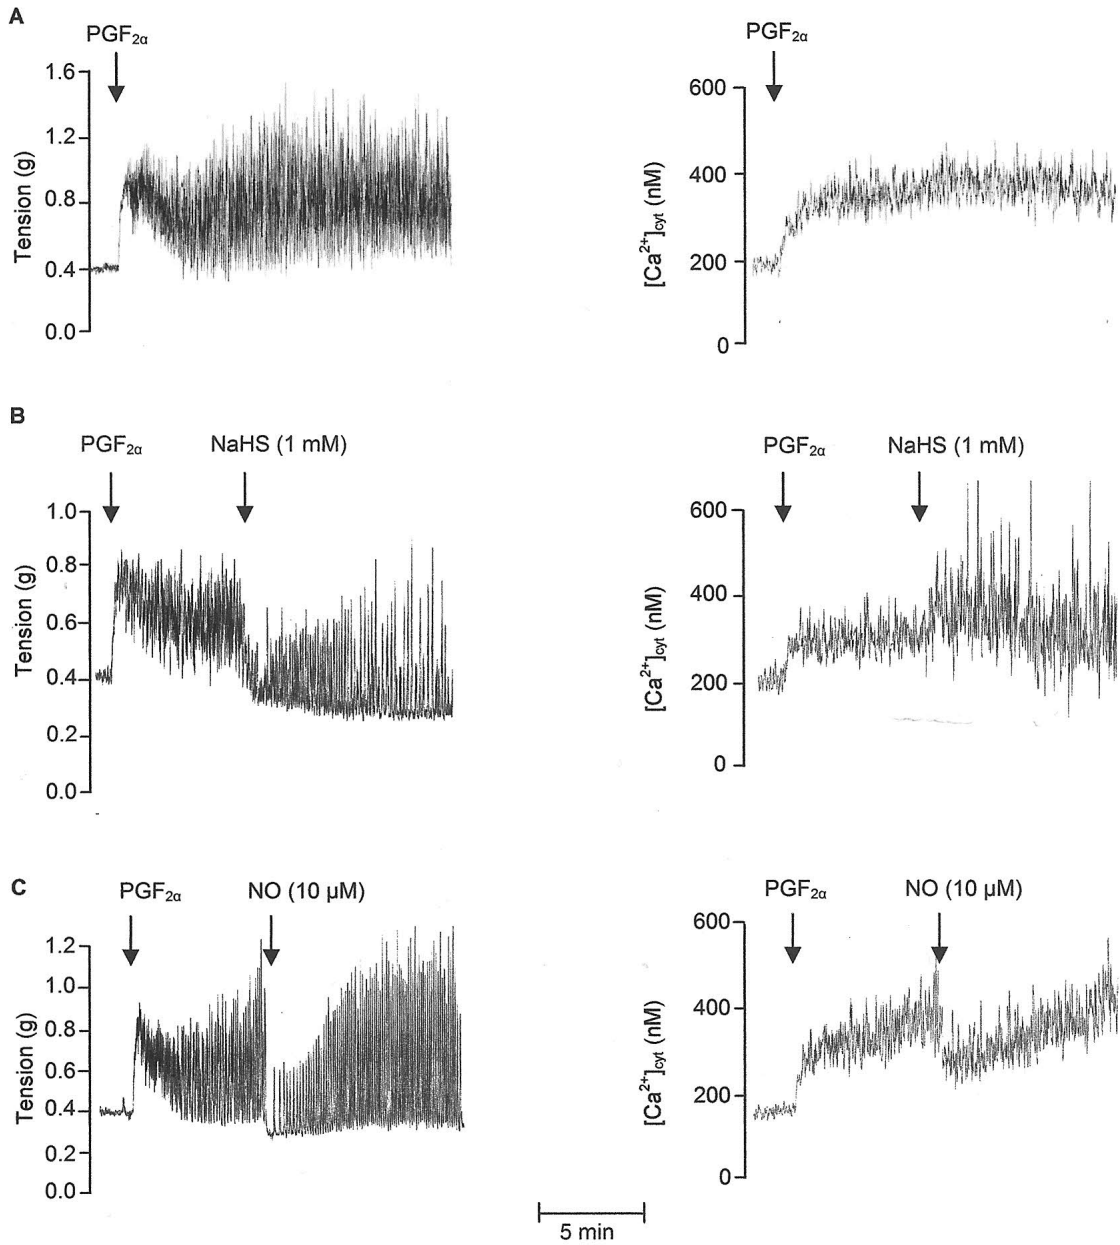 A
PGF2α
PGF2α
1.6
1.2
0.8
0.4
0.0
Tension (g)
600
400
200
0
[Ca2+]cyt (nM)
B
PGF2α
NaHS (1 mM)
PGF2α
NaHS (1 mM)
1.0
0.8
0.6
0.4
0.2
0.0
Tension (g)
600
400
200
0
[Ca2+]cyt (nM)
C
PGF2α
NO (10 µM)
PGF2α
NO (10 µM)
1.2
1.0
0.8
0.6
0.4
0.2
0.0
Tension (g)
600
400
200
0
[Ca2+]cyt (nM)
5 min